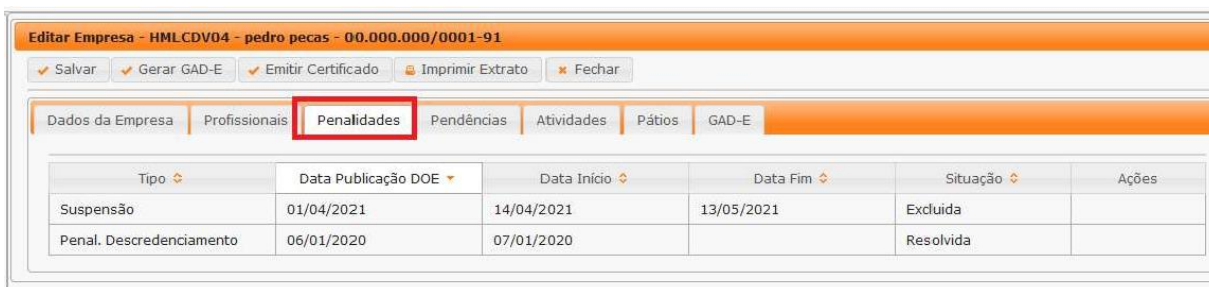 Editar Empresa - HMLCDV04 - pedro pecas - 00.000.000/0001-91
Salvar Gerar GAD-E Emitir Certificado Imprimir Extrato Fechar
Dados da Empresa Profissionais Penalidades Pendências Atividades Pátios GAD-E
Tipo Data Publicação DOE Data Início Data Fim Situação Ações
Suspensão 01/04/2021 14/04/2021 13/05/2021 Excluida
Penal. Descredenciamento 06/01/2020 07/01/2020 Resolvida